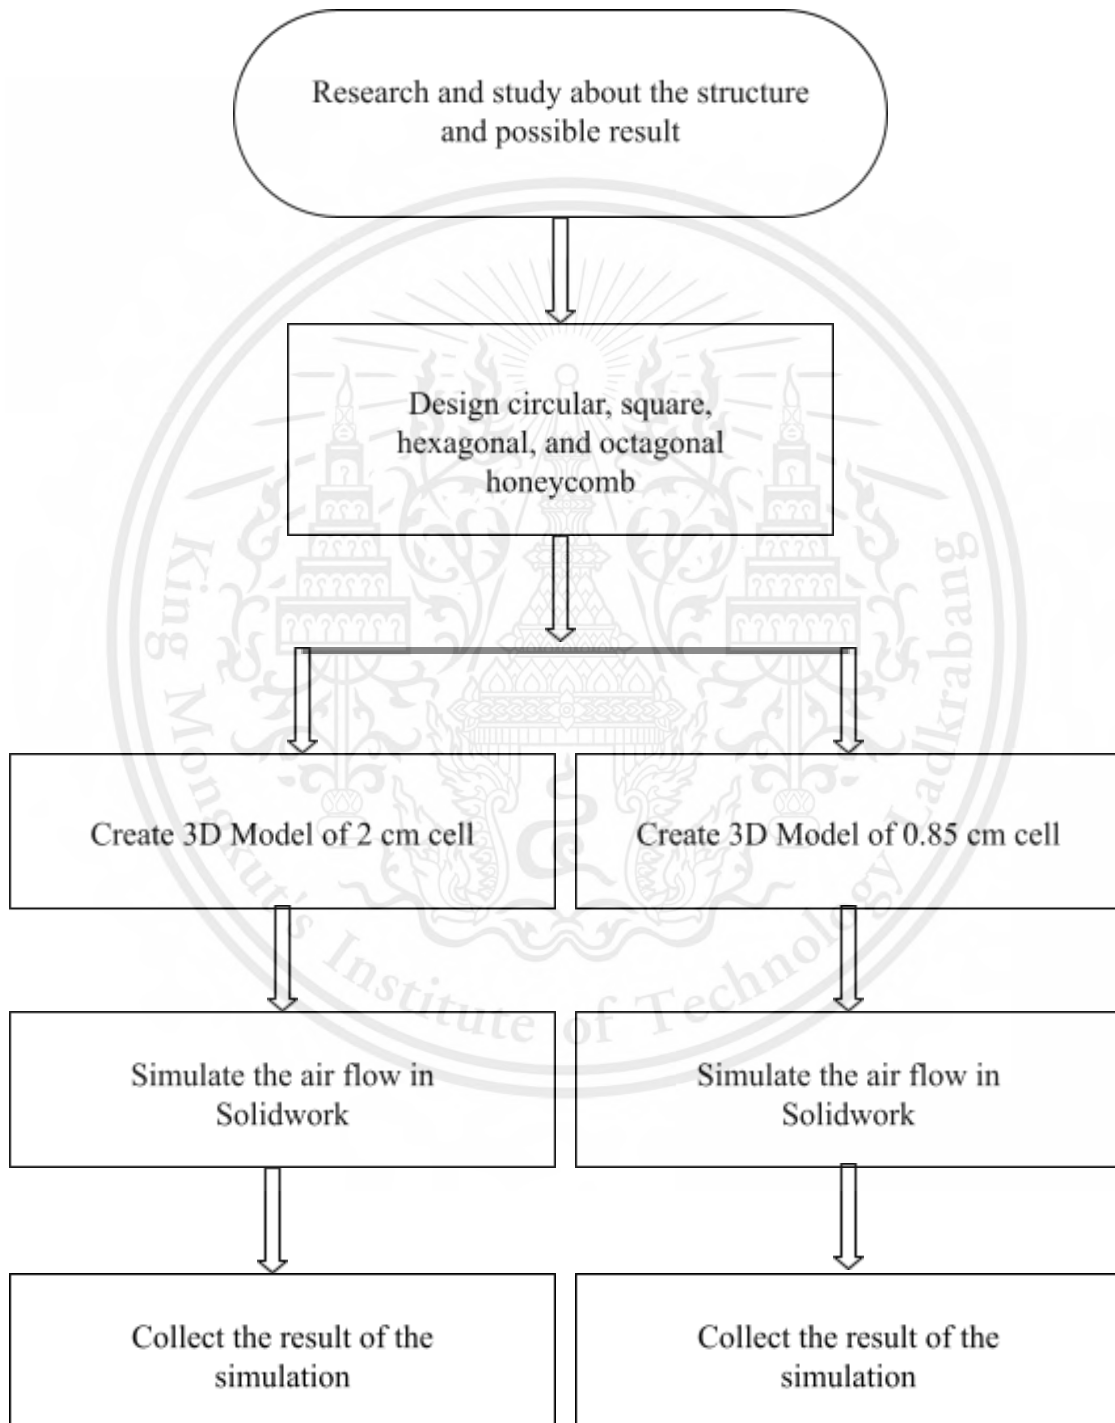 Research and study about the structure
and possible result
Design circular, square,
hexagonal, and octagonal
honeycomb
Create 3D Model of 2 cm cell
Create 3D Model of 0.85 cm cell
Simulate the air flow in
Solidwork
Simulate the air flow in
Solidwork
Collect the result of the
simulation
Collect the result of the
simulation
King Mongkut's Institute of Technology Ladkrabang